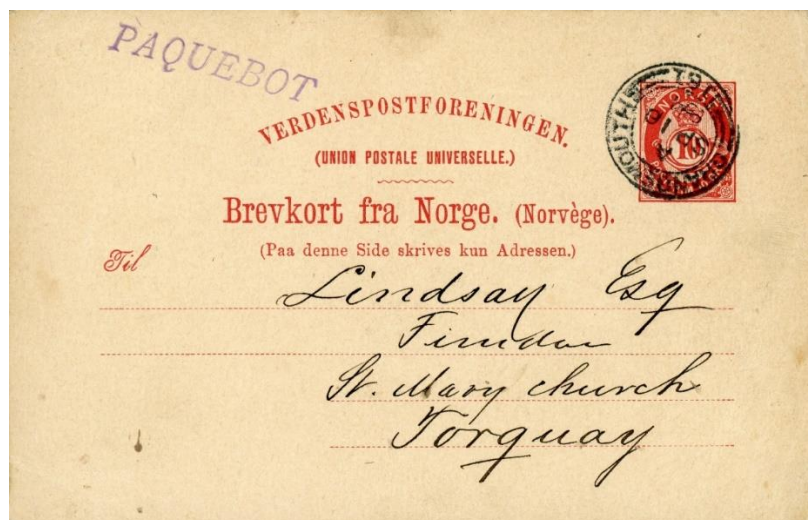 PAQUEBOT
VERDENSPOSTFORENINGEN.
(UNION POSTALE UNIVERSELLE.)
Brevkort fra Norge. (Norvège).
(Paa denne Side skrives kun Adressen.)
Til
NORGE
10
Lindsay Esq
St. Mary church
Torquay